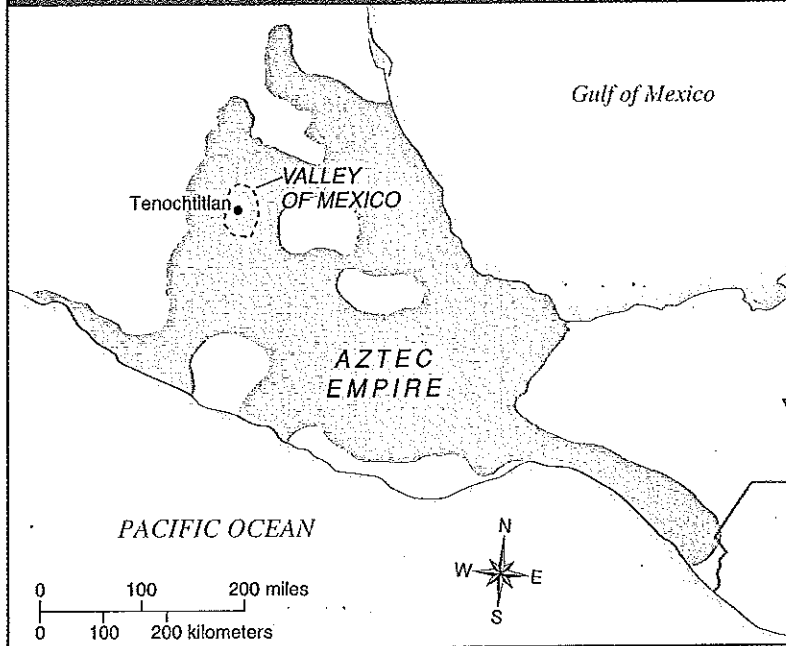 Gulf of Mexico
VALLEY
OF MEXICO
Tenochtitlan
AZTEC
EMPIRE
PACIFIC OCEAN
N
W E
S
0 100 200 miles
0 100 200 kilometers